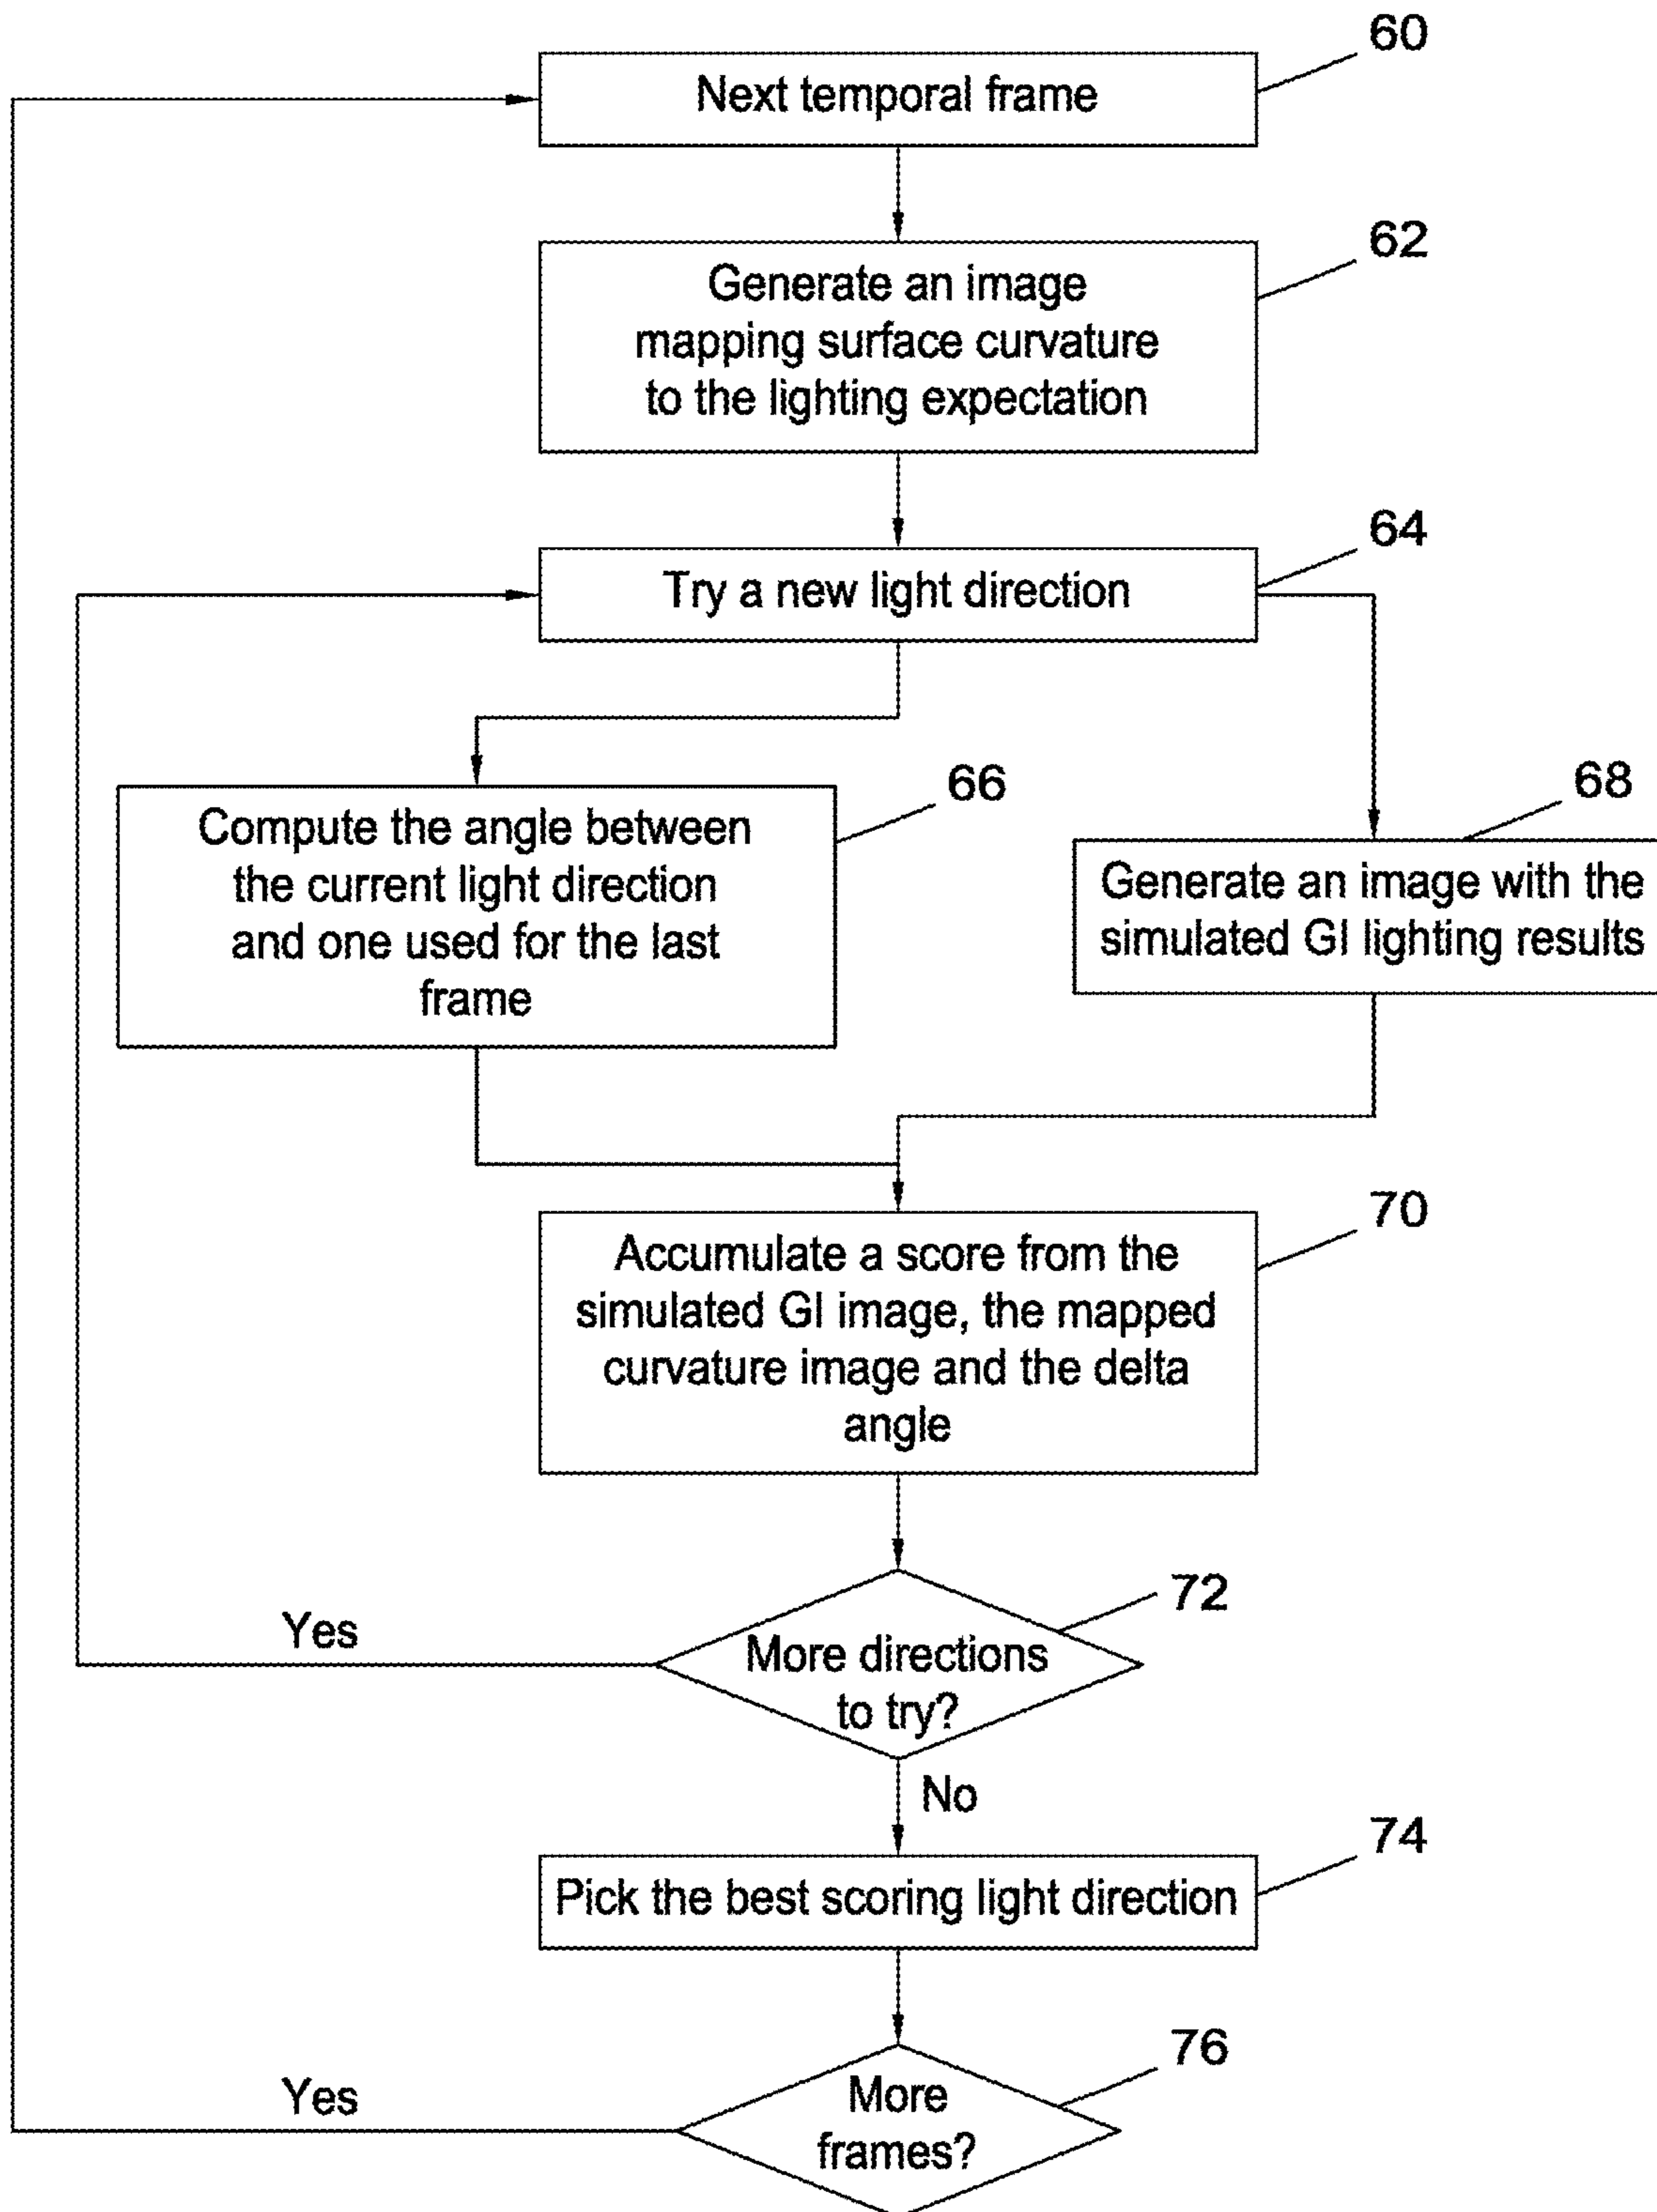 60
Next temporal frame
62
Generate an image
mapping surface curvature
to the lighting expectation
64
Try a new light direction
66
Compute the angle between
the current light direction
and one used for the last
frame
68
Generate an image with the
simulated GI lighting results
70
Accumulate a score from the
simulated GI image, the mapped
curvature image and the delta
angle
72
More directions
to try?
Yes
No
74
Pick the best scoring light direction
76
More
frames?
Yes